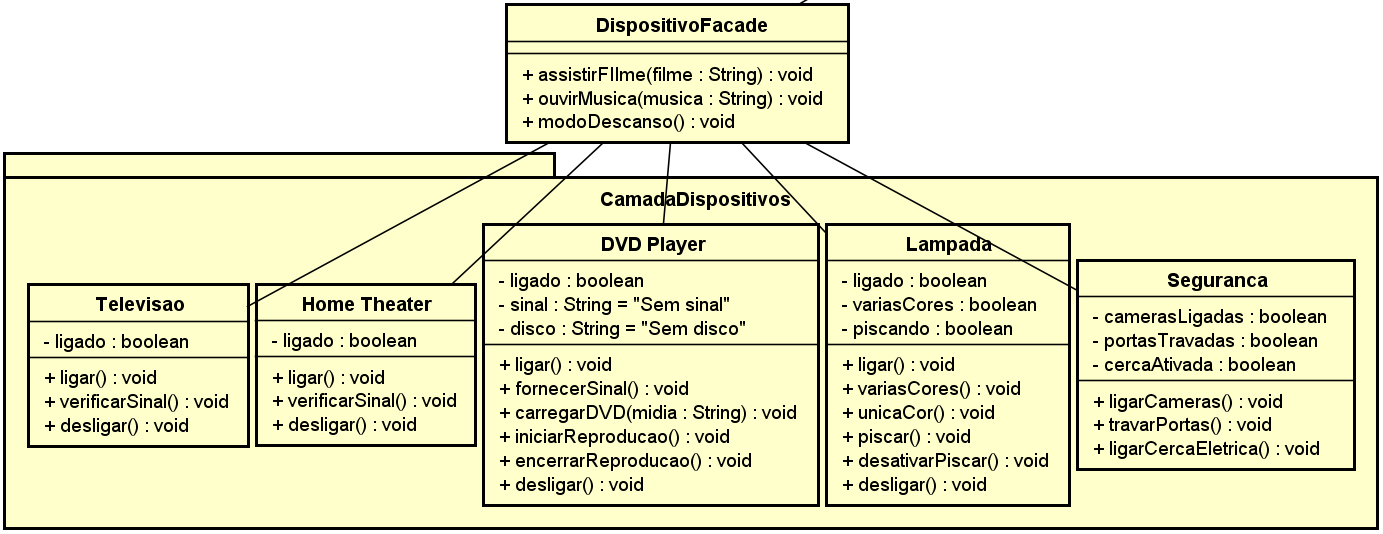 DispositivoFacade
+ assistirFIlme(filme : String) : void
+ ouvirMusica(musica : String) : void
+ modoDescanso() : void
CamadaDispositivos
Televisao
- ligado : boolean
+ ligar() : void
+ verificarSinal() : void
+ desligar() : void
Home Theater
- ligado : boolean
+ ligar() : void
+ verificarSinal() : void
+ desligar() : void
DVD Player
- ligado : boolean
- sinal : String = "Sem sinal"
- disco : String = "Sem disco"
+ ligar() : void
+ fornecerSinal() : void
+ carregarDVD(midia : String) : void
+ iniciarReproducao() : void
+ encerrarReproducao() : void
+ desligar() : void
Lampada
- ligado : boolean
- variasCores : boolean
- piscando : boolean
+ ligar() : void
+ variasCores() : void
+ unicaCor() : void
+ piscar() : void
+ desativarPiscar() : void
+ desligar() : void
Seguranca
- camerasLigadas : boolean
- portasTravadas : boolean
- cercaAtivada : boolean
+ ligarCameras() : void
+ travarPortas() : void
+ ligarCercaEletrica() : void